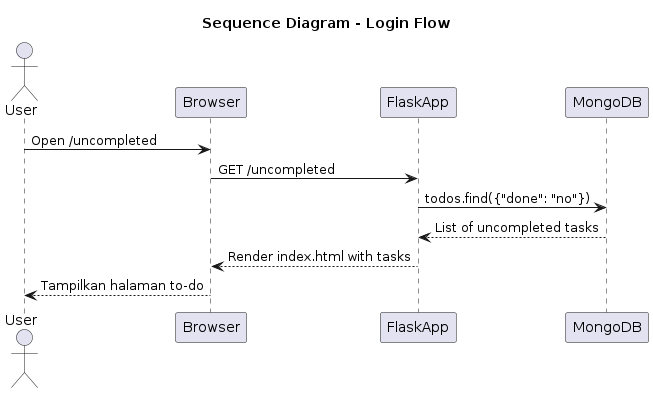 Sequence Diagram - Login Flow
User
Browser
FlaskApp
MongoDB
Open /uncompleted
GET /uncompleted
todos.find({"done": "no"})
List of uncompleted tasks
Render index.html with tasks
Tampilkan halaman to-do
User
Browser
FlaskApp
MongoDB